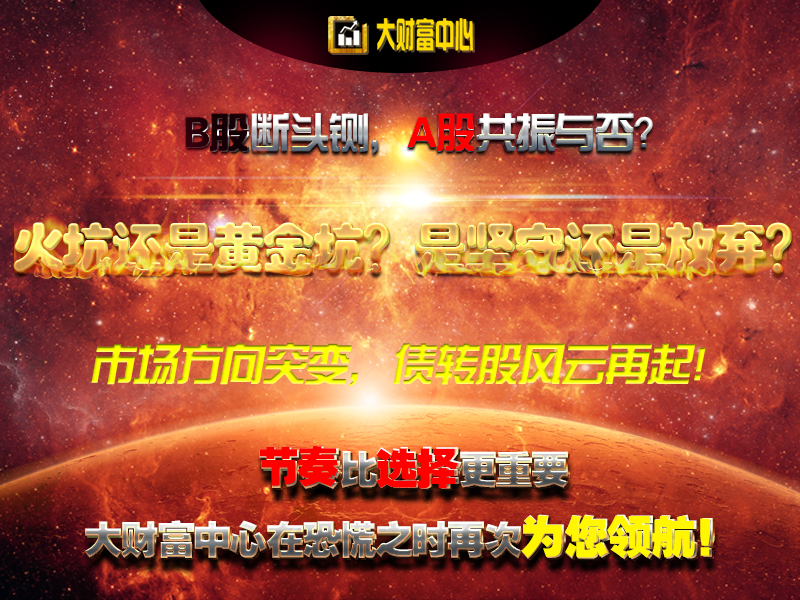 大财富中心
B股断头铡，A股共振与否?
火坑还是黄金坑？是坚守还是放弃?
市场方向突变，债转股风云再起!
节奏比选择更重要
大财富中心在恐慌之时再次为您领航!